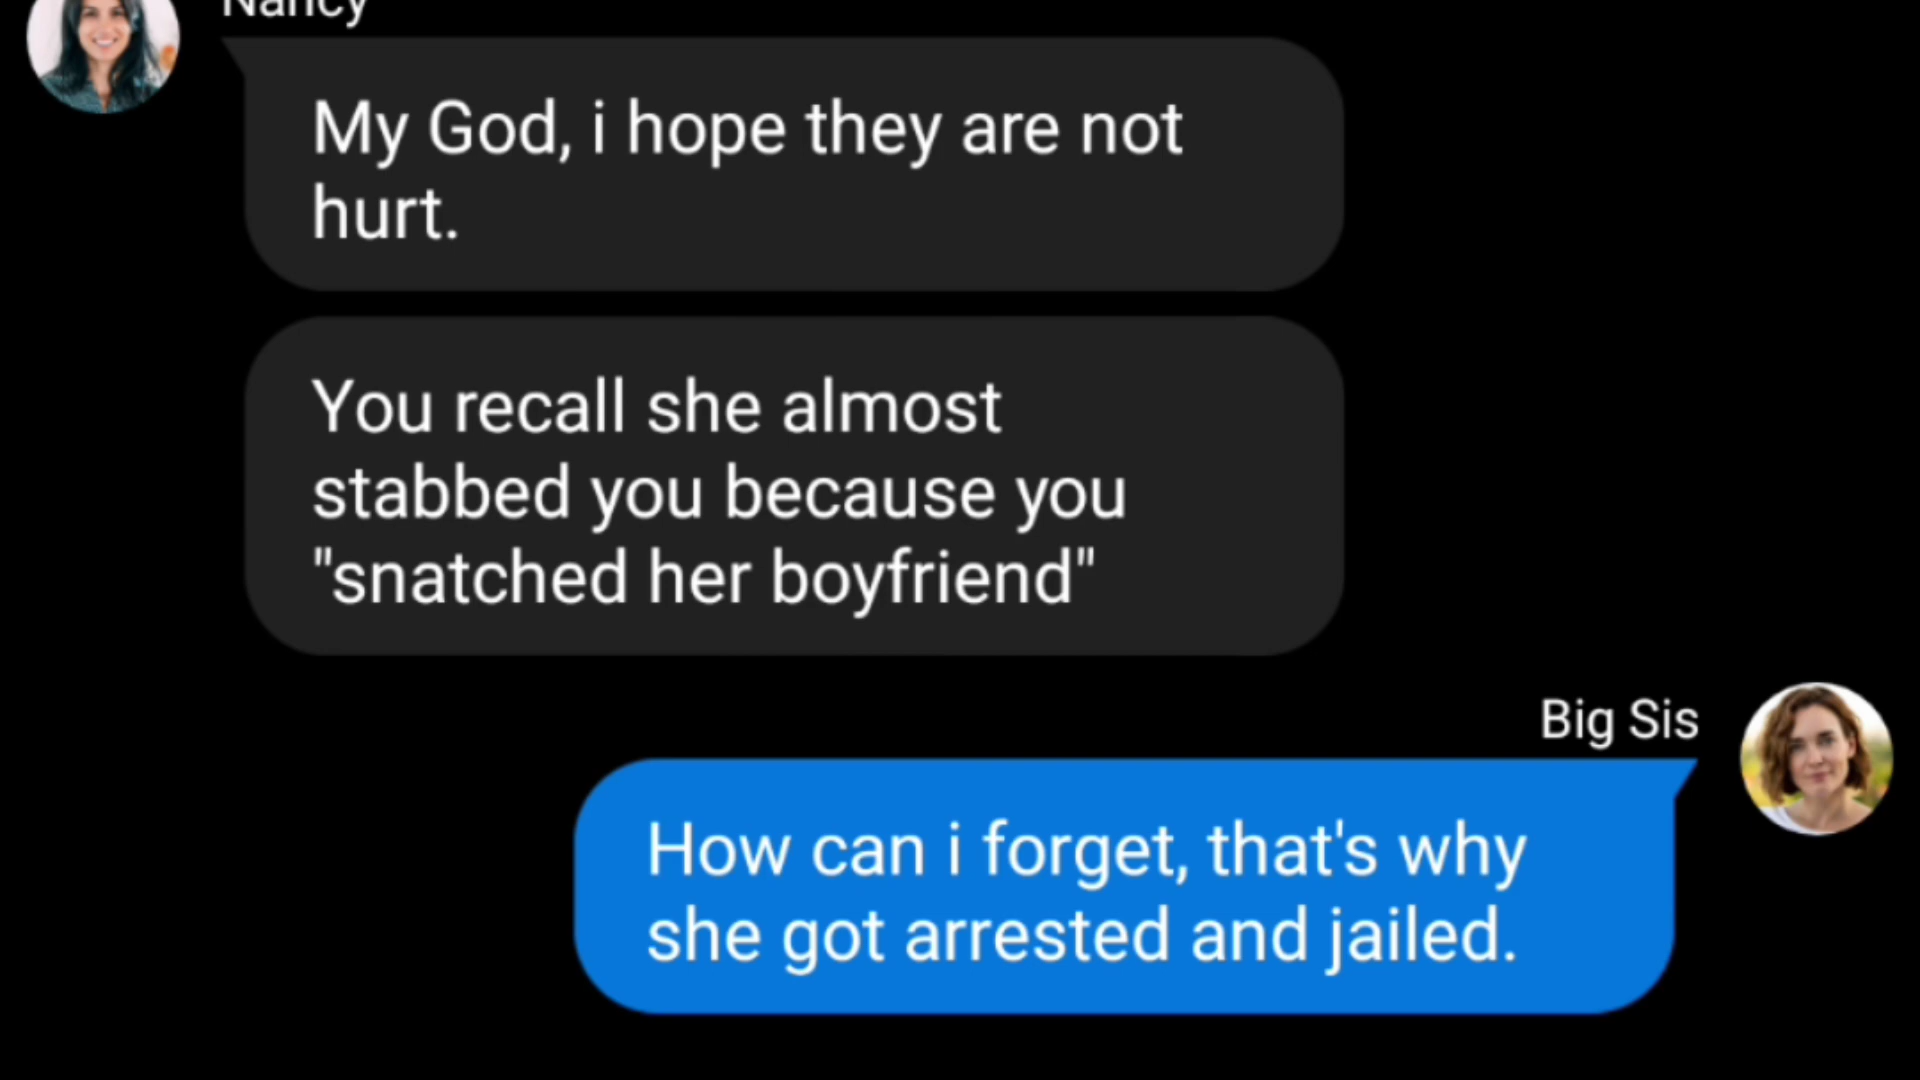 Nancy
My God, i hope they are not
hurt.
You recall she almost
stabbed you because you
"snatched her boyfriend"
Big Sis
How can i forget, that's why
she got arrested and jailed.